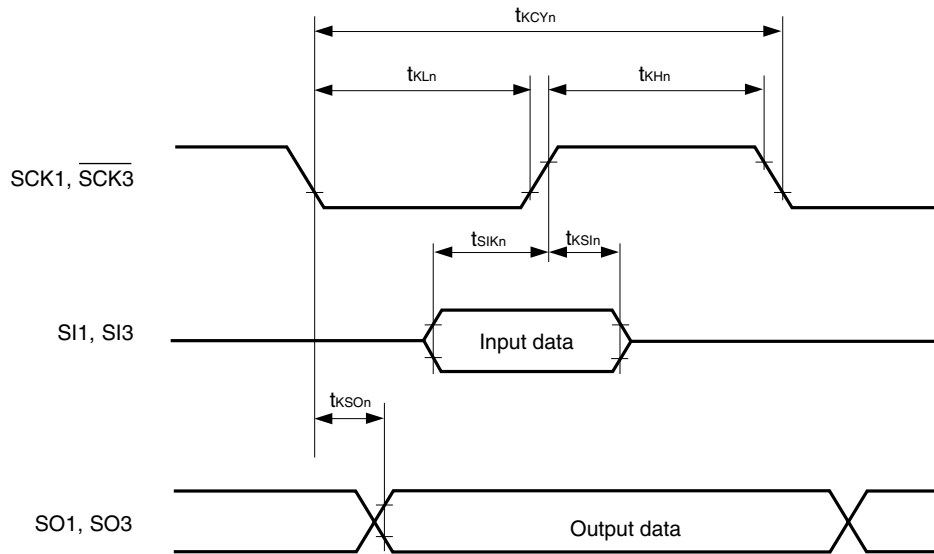 tKCYn
tKLn tKHn
SCK1, SCK3
tSIKn tKSIn
SI1, SI3
Input data
tKSOn
SO1, SO3
Output data